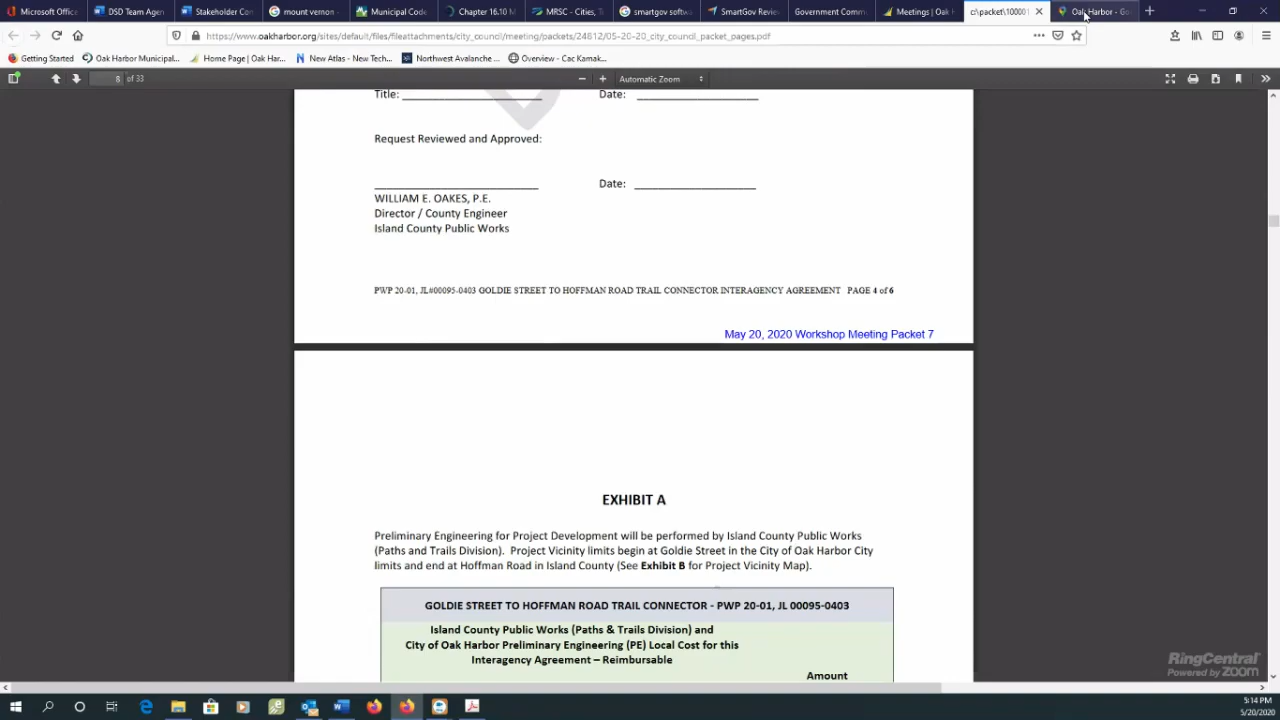 Microsoft Offic
DSD Team Agen
Stakeholder Co
mount vernon -
Municipal Code
Chapter 16.10 M
MRSC - Cities, T
smartgov softw
SmartGov Revie
Government Comm
Meetings | Oak
c:\packet\10000
Oak Harbor - Go
https://www.oakharbor.org/sites/default/files/fileattachments/city_council/meeting/packets/24812/05-20-20_city_council_packet_pages.pdf
Getting Started
Oak Harbor Municipal...
Home Page | Oak Har...
New Atlas - New Tech...
Northwest Avalanche ...
Overview - Cac Kamak...
8 of 33
Automatic Zoom
Title: Date:
Request Reviewed and Approved:
Date:
WILLIAM E. OAKES, P.E.
Director / County Engineer
Island County Public Works
PWP 20-01, JL#00095-0403 GOLDIE STREET TO HOFFMAN ROAD TRAIL CONNECTOR INTERAGENCY AGREEMENT PAGE 4 of 6
May 20, 2020 Workshop Meeting Packet 7
EXHIBIT A
Preliminary Engineering for Project Development will be performed by Island County Public Works
(Paths and Trails Division). Project Vicinity limits begin at Goldie Street in the City of Oak Harbor City
limits and end at Hoffman Road in Island County (See Exhibit B for Project Vicinity Map).
GOLDIE STREET TO HOFFMAN ROAD TRAIL CONNECTOR - PWP 20-01, JL 00095-0403
Island County Public Works (Paths & Trails Division) and
City of Oak Harbor Preliminary Engineering (PE) Local Cost for this
Interagency Agreement – Reimbursable
Amount
RingCentral
Powered by zoom
5:14 PM
5/20/2020